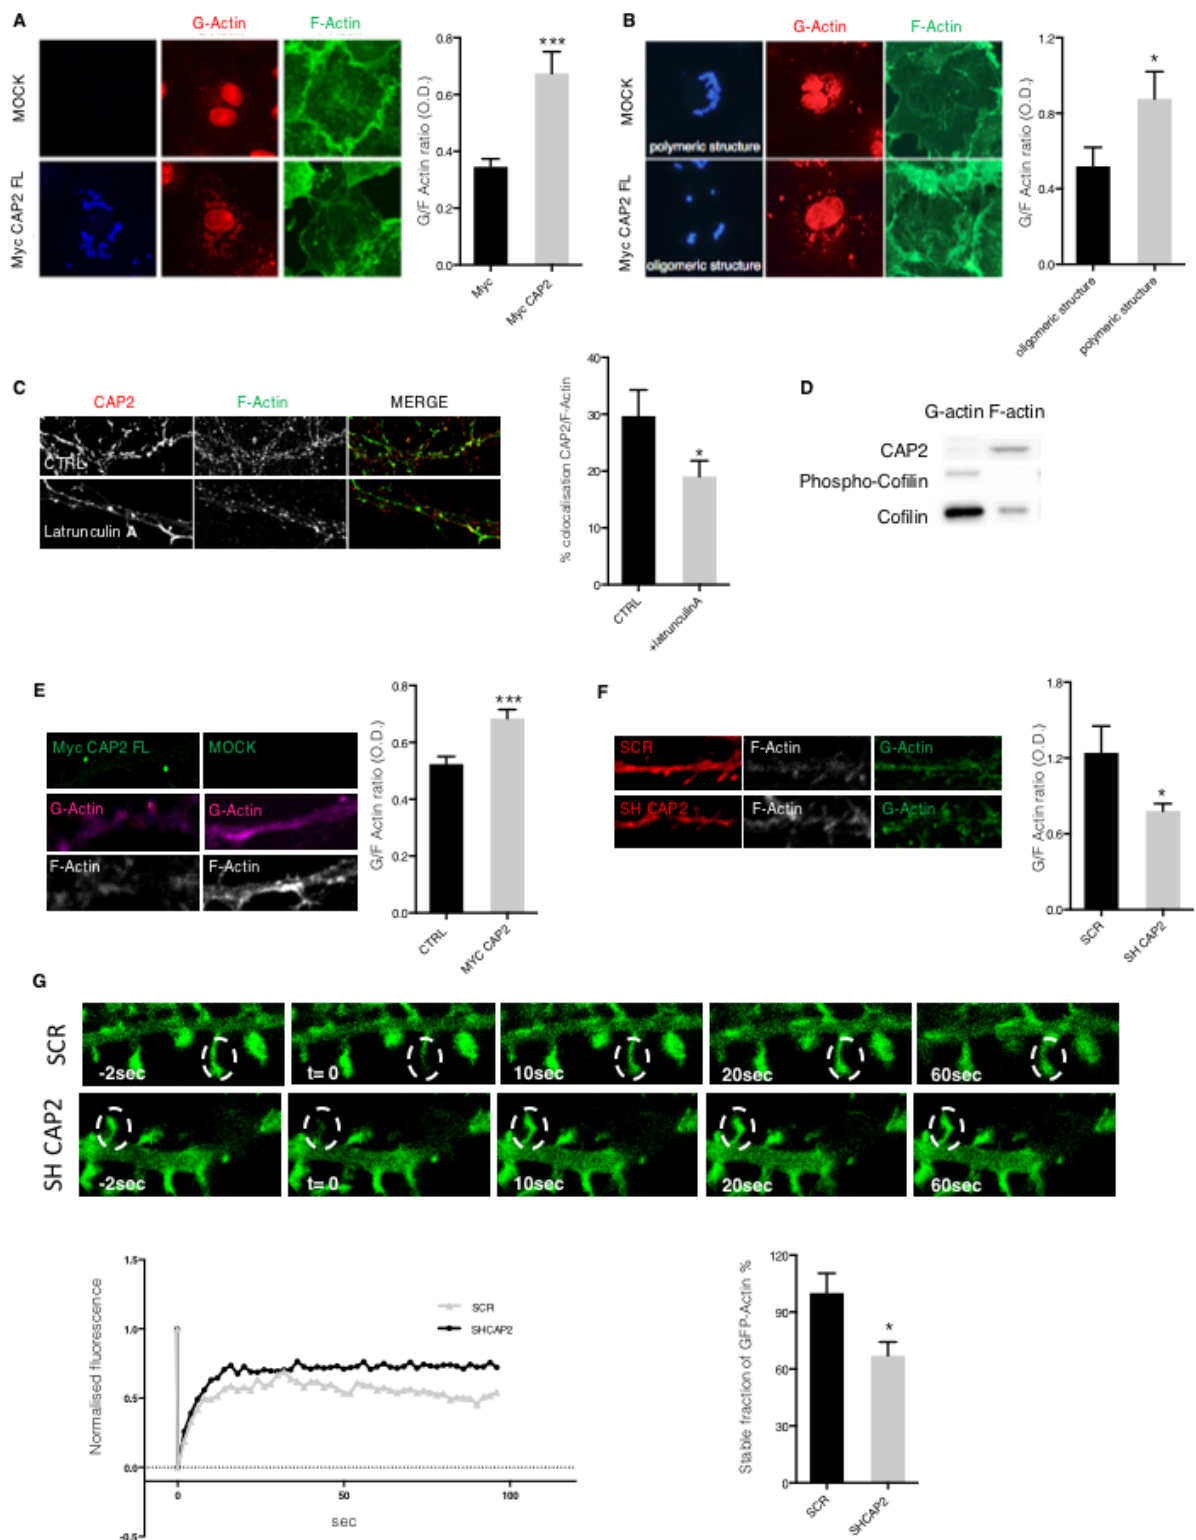 A
G-Actin F-Actin
MOCK
Myc CAP2 FL
G/F Actin ratio (O.D.)
0.8
0.6
0.4
0.2
0.0
***
Myc
Myc CAP2
B
G-Actin F-Actin
MOCK
Myc CAP2 FL
polymeric structure
oligomeric structure
G/F Actin ratio (O.D.)
1.2
0.8
0.4
0.0
*
oligomeric structure
polymeric structure
C
CAP2 F-Actin MERGE
CTRL
Latrunculin A
% colocalisation CAP2/F-Actin
40
30
20
10
0
*
CTRL
+latrunculinA
D
G-actin F-actin
CAP2
Phospho-Cofilin
Cofilin
E
Myc CAP2 FL MOCK
G-Actin G-Actin
F-Actin F-Actin
G/F Actin ratio (O.D.)
0.8
0.6
0.4
0.2
0.0
***
CTRL
MYC CAP2
F
SCR F-Actin G-Actin
SH CAP2 F-Actin G-Actin
G/F Actin ratio (O.D.)
1.8
1.2
0.6
0.0
*
SCR
SH CAP2
G
SCR
-2sec t= 0 10sec 20sec 60sec
SH CAP2
-2sec t= 0 10sec 20sec 60sec
Normalised fluorescence
1.5
1.0
0.5
0.0
-0.5
0 50 100
sec
SCR
SHCAP2
Stable fraction of GFP-Actin %
120
90
60
30
0
*
SCR
SHCAP2